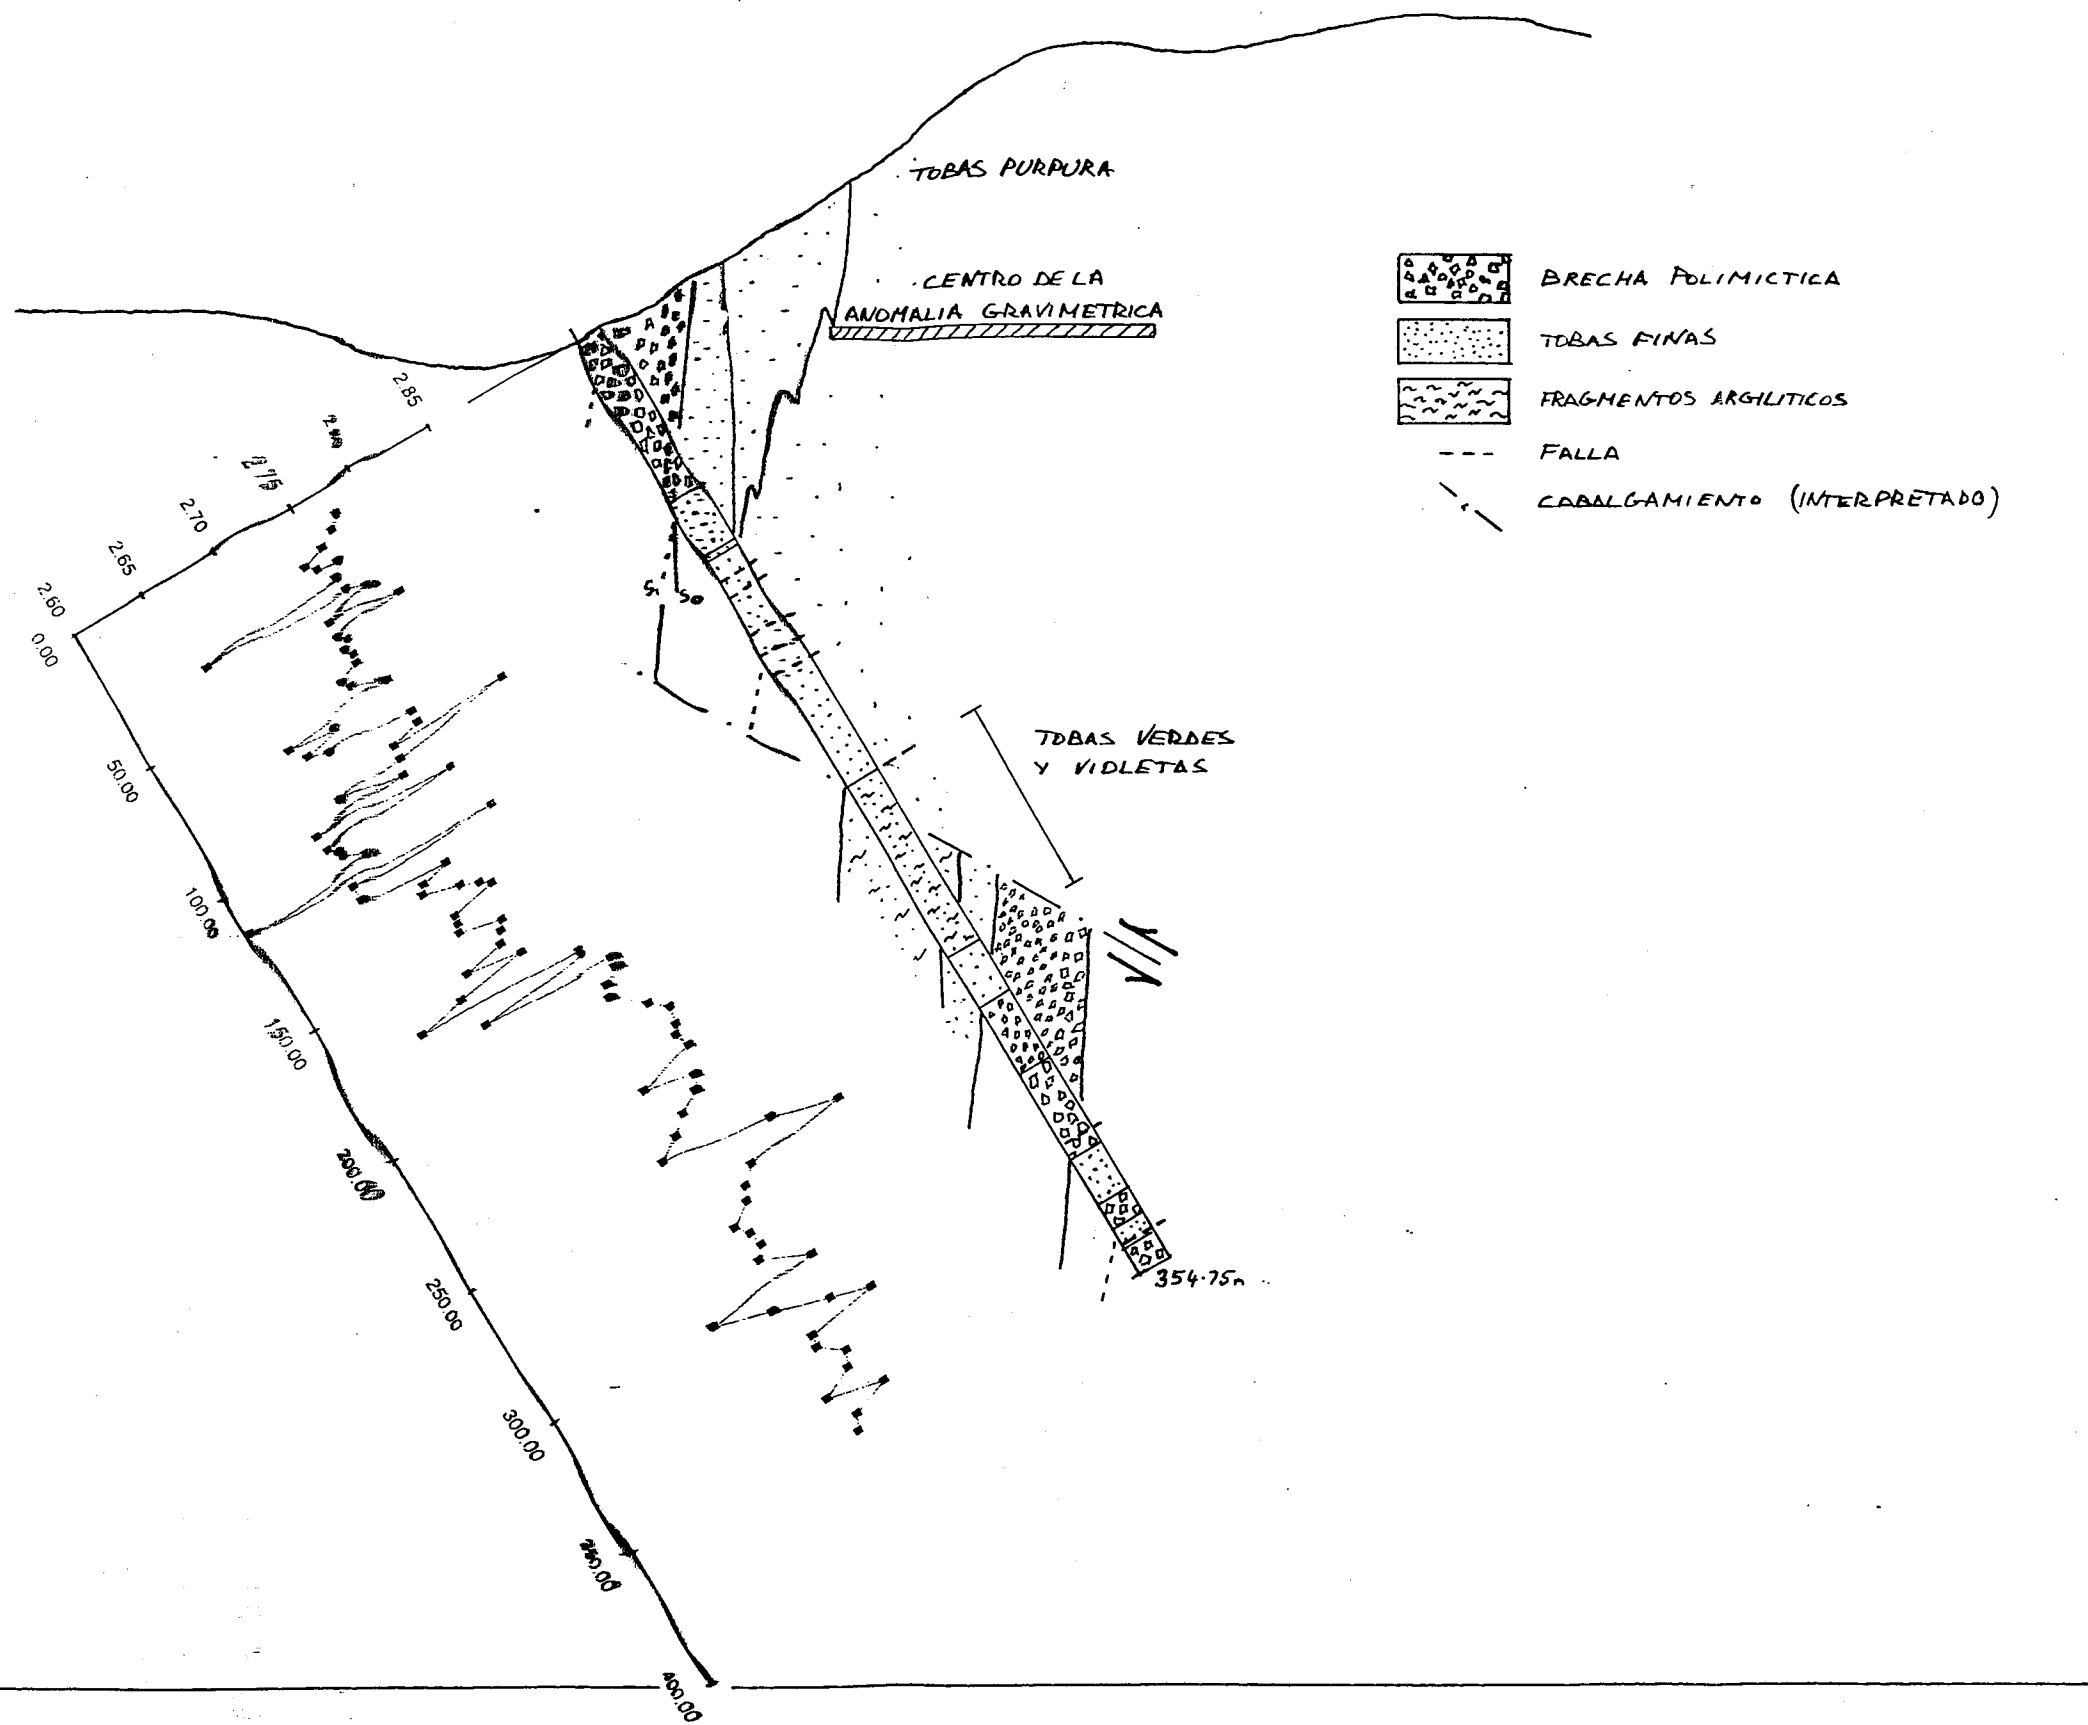 TOBAS PURPURA
CENTRO DE LA
ANOMALIA GRAVIMETRICA
BRECHA POLIMICTICA
TOBAS FINAS
FRAGMENTOS ARGILITICOS
FALLA
CABALGAMIENTO (INTERPRETADO)
2.85
2.75
2.70
2.65
2.60
0.00
50.00
100.00
150.00
200.00
250.00
300.00
400.00
S1 So
TOBAS VERDES
Y VIOLETAS
354.75m